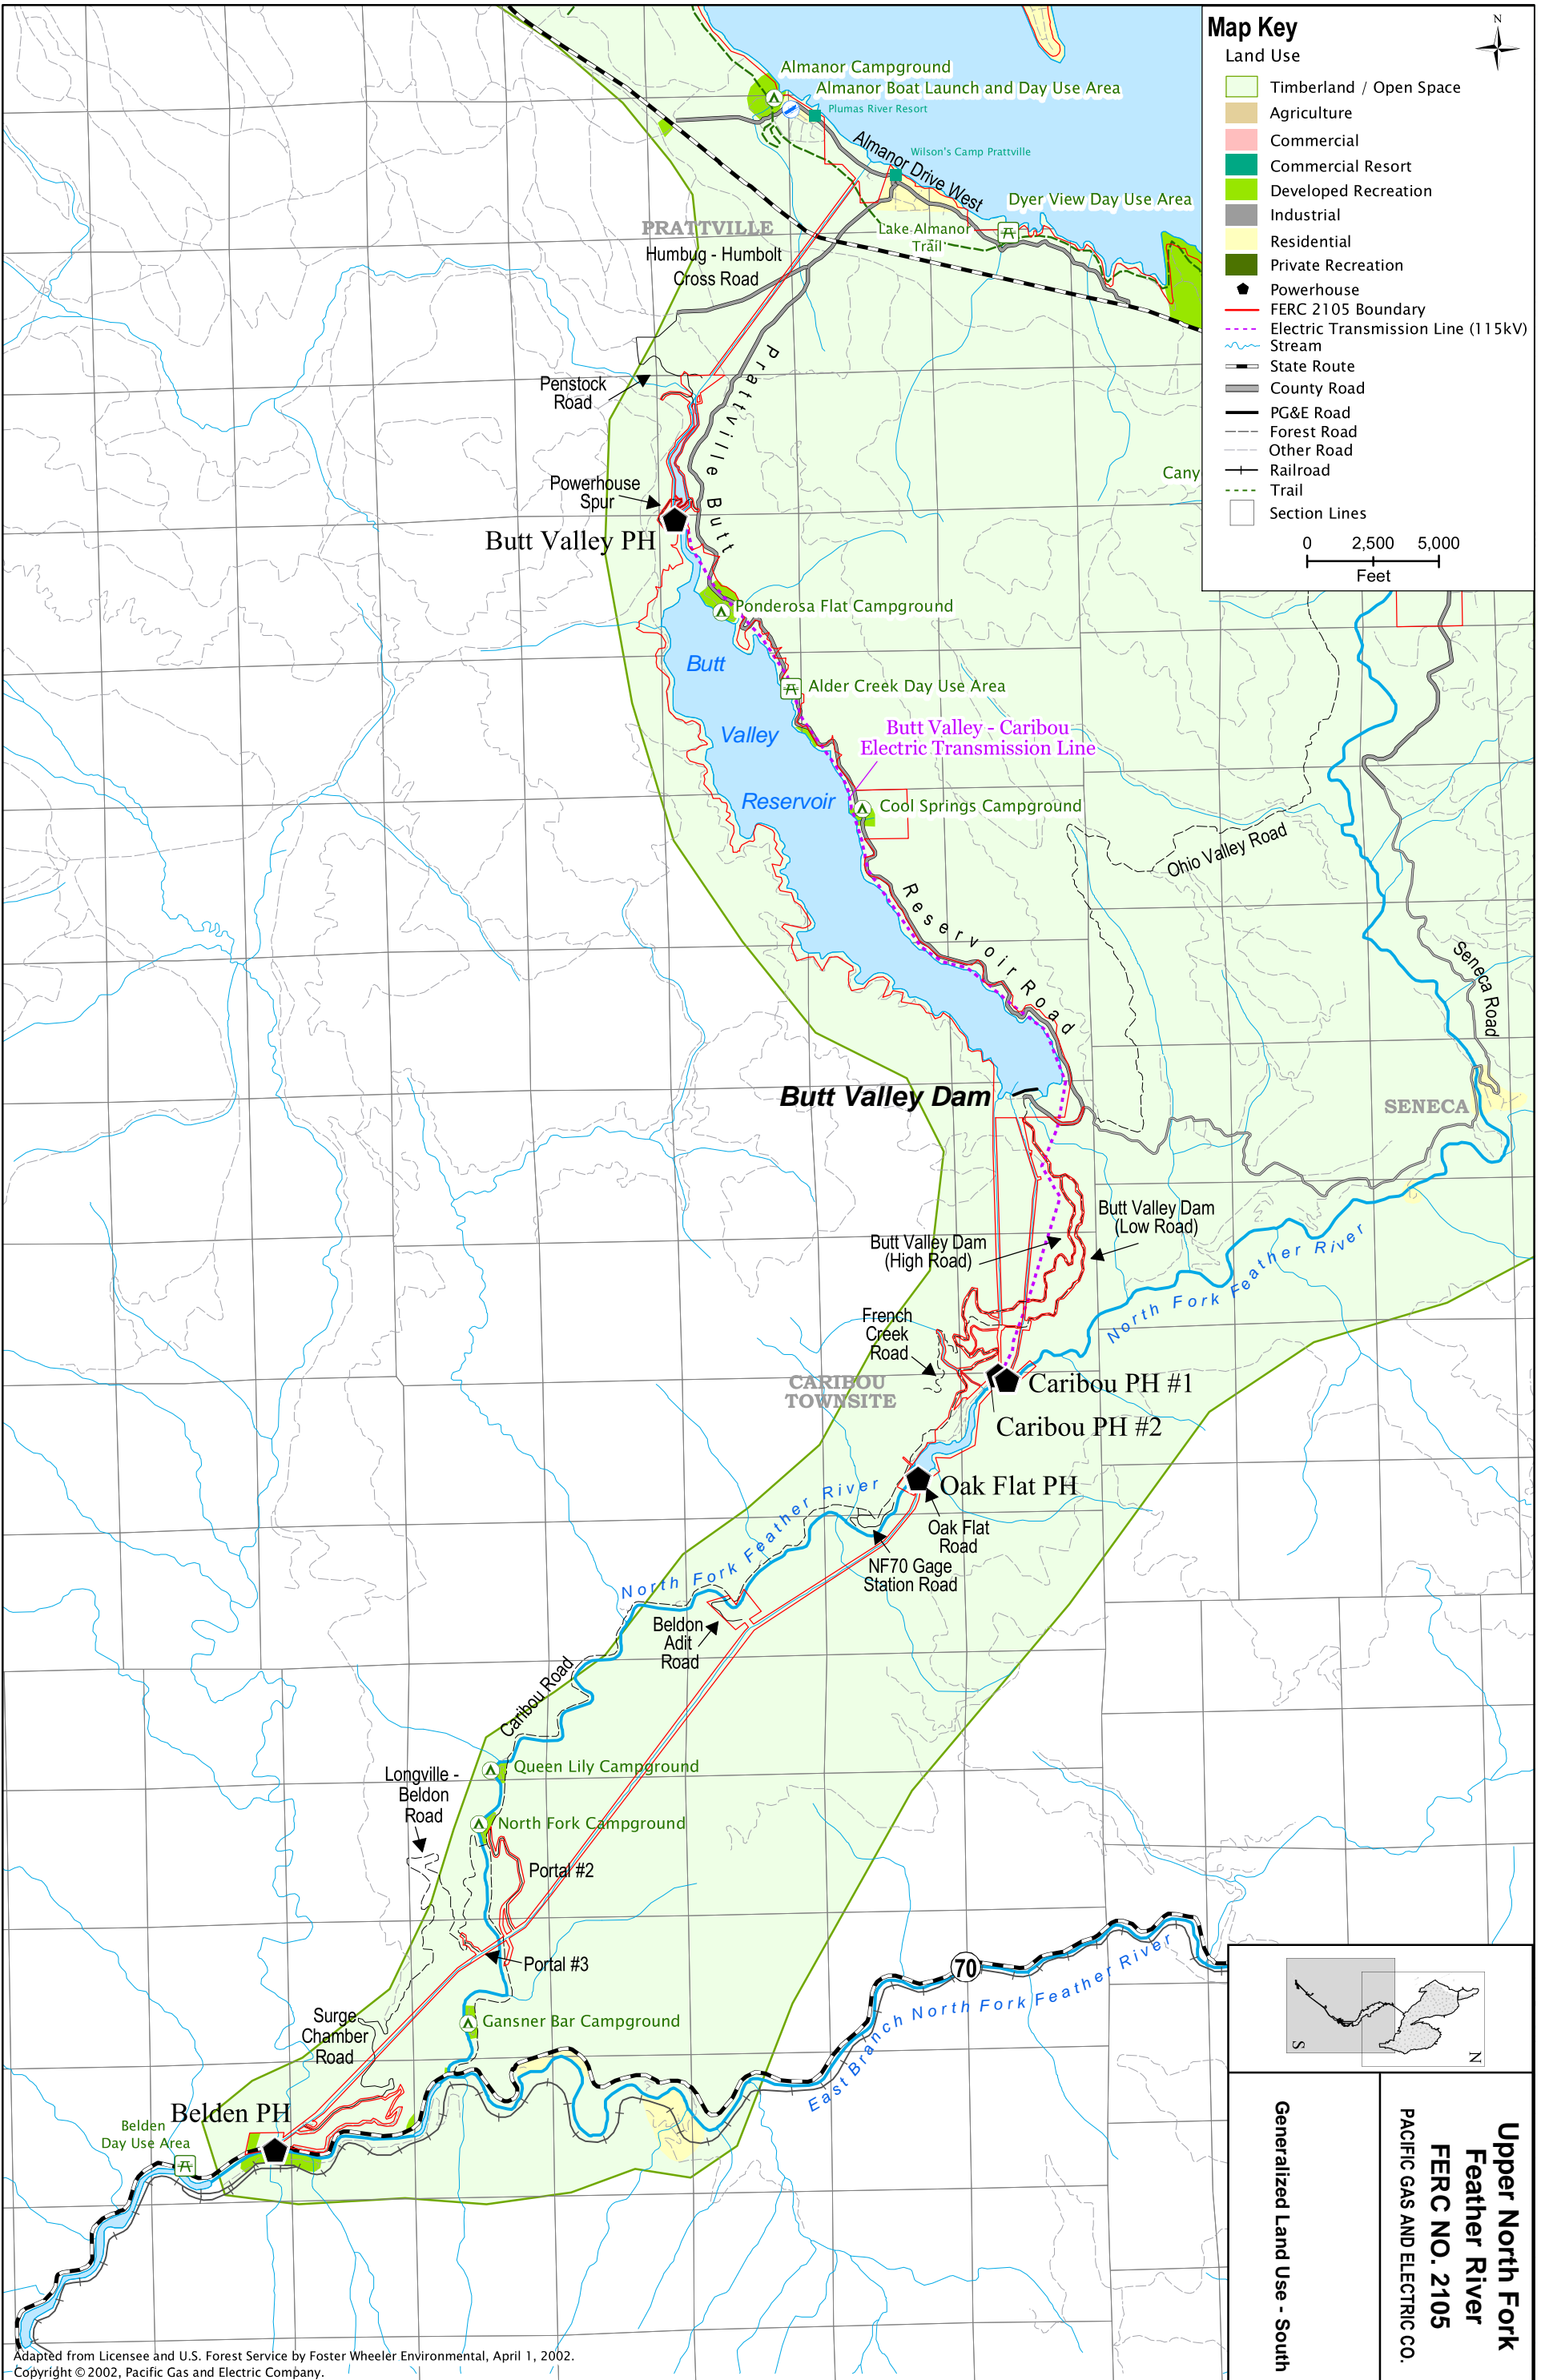 Map Key
N
Land Use
Timberland / Open Space
Agriculture
Commercial
Commercial Resort
Developed Recreation
Industrial
Residential
Private Recreation
Powerhouse
FERC 2105 Boundary
Electric Transmission Line (115kV)
Stream
State Route
County Road
PG&E Road
Forest Road
Other Road
Railroad
Trail
Section Lines
0 2,500 5,000
Feet
Almanor Campground
Almanor Boat Launch and Day Use Area
Plumas River Resort
Almanor Drive West
Wilson's Camp Prattville
Dyer View Day Use Area
Lake Almanor
Trail
PRATTVILLE
Humbug - Humbolt
Cross Road
Penstock
Road
Prattville Butt
Reservoir Road
Powerhouse
Spur
Butt Valley PH
Cany
Ponderosa Flat Campground
Butt
Valley
Reservoir
Alder Creek Day Use Area
Butt Valley - Caribou
Electric Transmission Line
Cool Springs Campground
Ohio Valley Road
Seneca Road
SENECA
Butt Valley Dam
Butt Valley Dam
(Low Road)
Butt Valley Dam
(High Road)
North Fork Feather River
French
Creek
Road
CARIBOU
TOWNSITE
Caribou PH #1
Caribou PH #2
Oak Flat PH
Oak Flat
Road
NF70 Gage
Station Road
North Fork Feather River
Beldon
Adit
Road
Caribou Road
Queen Lily Campground
Longville -
Beldon
Road
North Fork Campground
Portal #2
Portal #3
70
East Branch North Fork Feather River
Gansner Bar Campground
Surge
Chamber
Road
Belden PH
Belden
Day Use Area
S
N
Upper North Fork
Feather River
FERC NO. 2105
PACIFIC GAS AND ELECTRIC CO.
Generalized Land Use - South
Adapted from Licensee and U.S. Forest Service by Foster Wheeler Environmental, April 1, 2002.
Copyright © 2002, Pacific Gas and Electric Company.